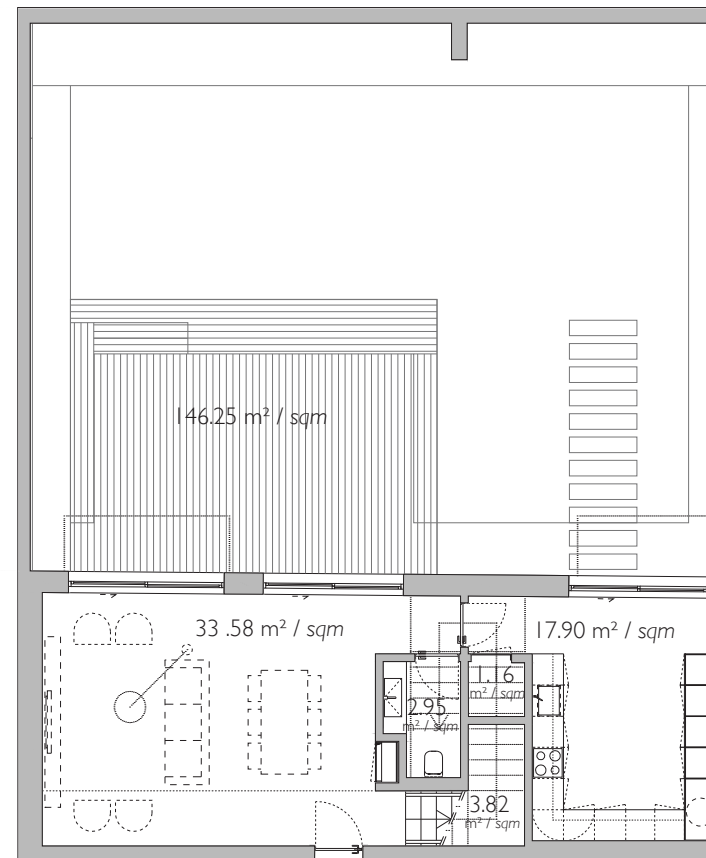 146.25 m² / sqm
33 .58 m² / sqm
17.90 m² / sqm
1.16
m² / sqm
2.95
m² / sqm
3.82
m² / sqm